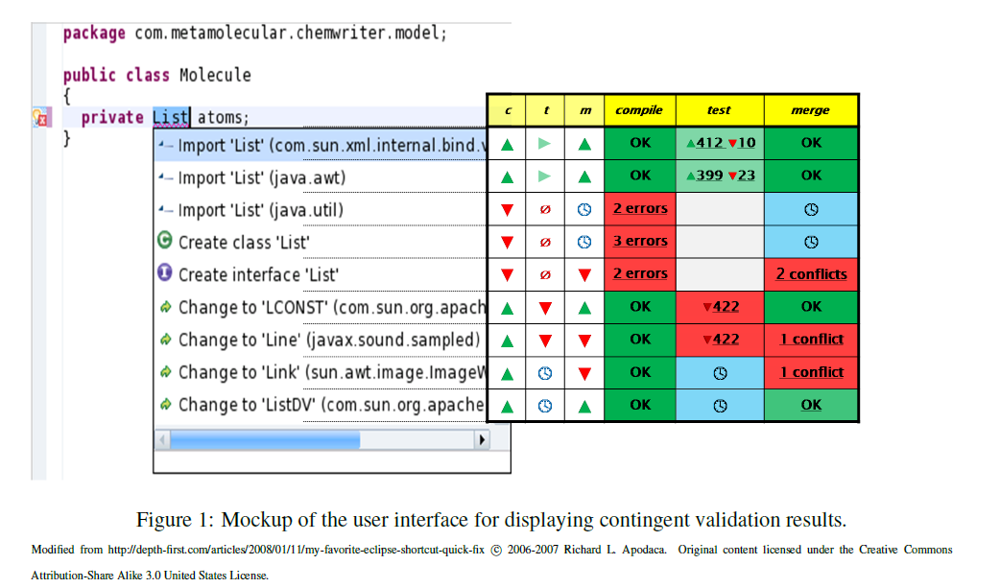 package com.metamolecular.chemwriter.model;
public class Molecule
{
private List atoms;
}
Import 'List' (com.sun.xml.internal.bind.v
Import 'List' (java.awt)
Import 'List' (java.util)
Create class 'List'
Create interface 'List'
Change to 'LCONST' (com.sun.org.apach
Change to 'Line' (javax.sound.sampled)
Change to 'Link' (sun.awt.image.ImageW
Change to 'ListDV' (com.sun.org.apache
c t m compile test merge
▲ ▶ ▲ OK ▲412 ▼10 OK
▲ ▶ ▲ OK ▲399 ▼23 OK
▼ ∅ 2 errors
▼ ∅ 3 errors
▼ ∅ ▼ 2 errors 2 conflicts
▲ ▼ ▲ OK ▼422 OK
▲ ▼ ▼ OK ▼422 1 conflict
▲ ▼ OK 1 conflict
▲ ▲ OK OK
Figure 1: Mockup of the user interface for displaying contingent validation results.
Modified from http://depth-first.com/articles/2008/01/11/my-favorite-eclipse-shortcut-quick-fix © 2006-2007 Richard L. Apodaca. Original content licensed under the Creative Commons
Attribution-Share Alike 3.0 United States License.